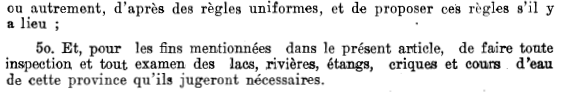 ou autrement, d'après des règles uniformes, et de proposer ces règles s'il y
a lieu ;
5o. Et, pour les fins mentionnées dans le présent article, de faire toute
inspection et tout examen des lacs, rivières, étangs, criques et cours d'eau
de cette province qu'ils jugeront nécessaires.